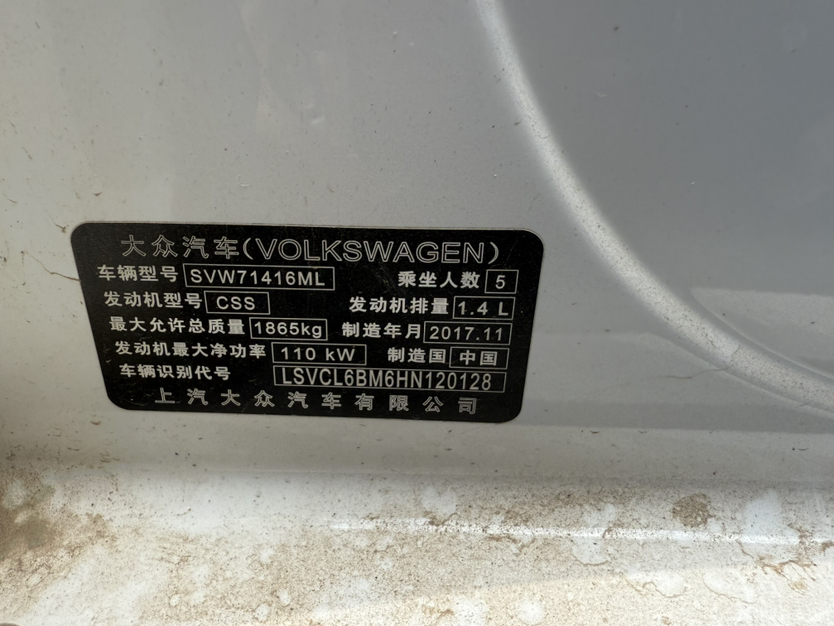 大众汽车(VOLKSWAGEN)
车辆型号 SVW71416ML 乘坐人数 5
发动机型号 CSS 发动机排量 1.4 L
最大允许总质量 1865kg 制造年月 2017.11
发动机最大净功率 110 kW 制造国 中国
车辆识别代号 LSVCL6BM6HN120128
上汽大众汽车有限公司